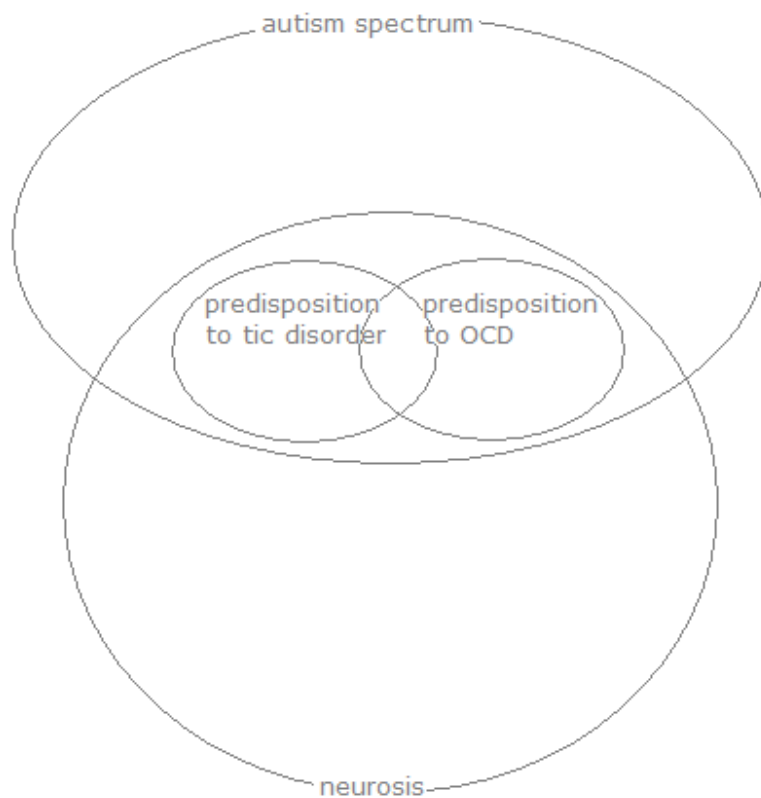 autism spectrum
predisposition
to tic disorder
predisposition
to OCD
neurosis